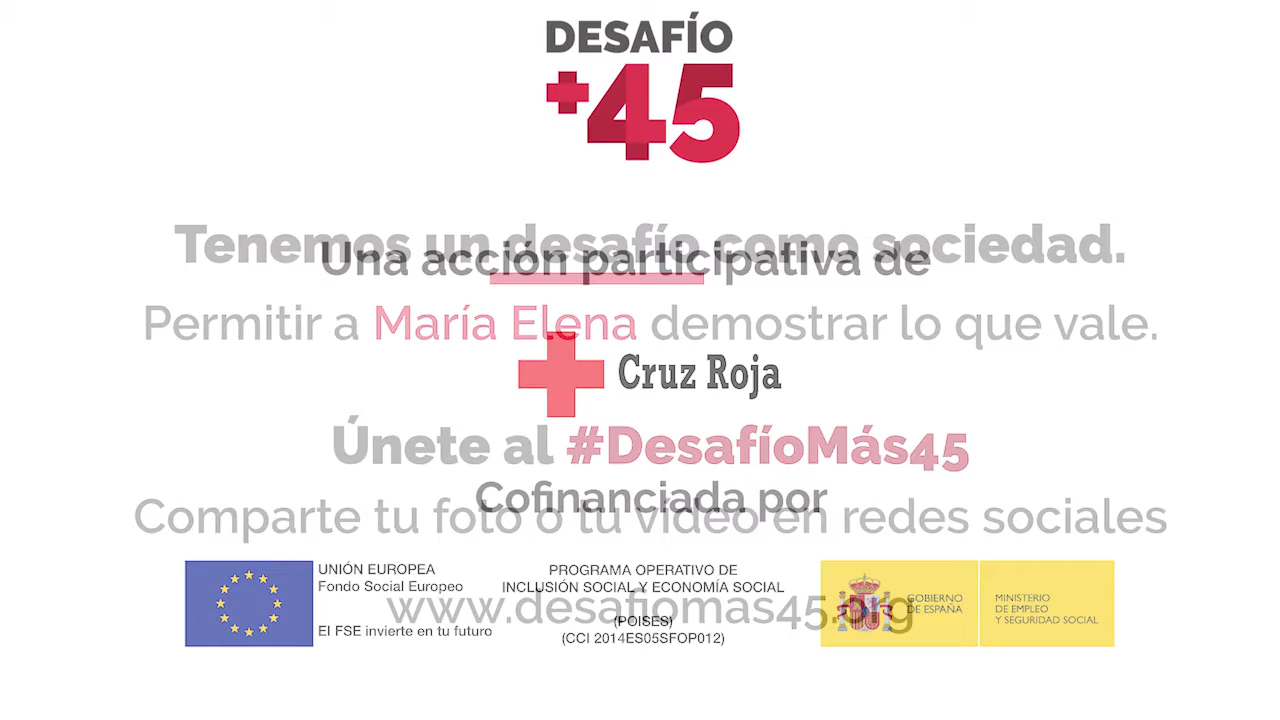 DESAFÍO
+45
Tenemos un desafío como sociedad.
Una acción participativa de
Permitir a María Elena demostrar lo que vale.
Cruz Roja
Únete al #DesafíoMás45
Cofinanciada por
Comparte tu foto o tu vídeo en redes sociales
UNIÓN EUROPEA
Fondo Social Europeo
El FSE invierte en tu futuro
PROGRAMA OPERATIVO DE
INCLUSIÓN SOCIAL Y ECONOMÍA SOCIAL
(POISES)
(CCI 2014ES05SFOP012)
www.desafiomas45.org
GOBIERNO
DE ESPAÑA
MINISTERIO
DE EMPLEO
Y SEGURIDAD SOCIAL